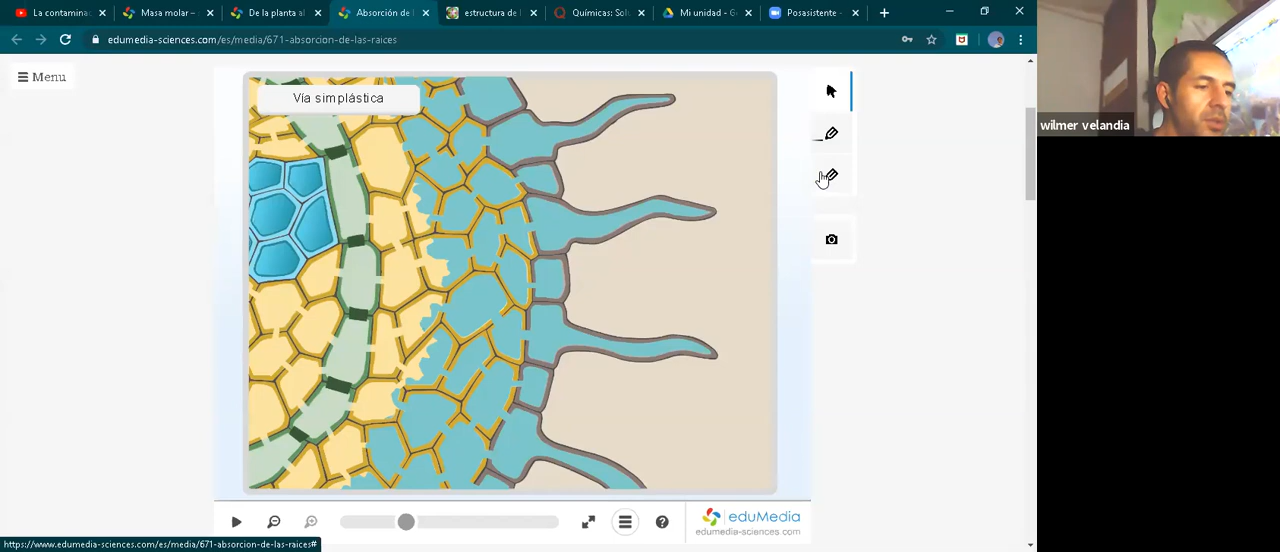 La contaminac
Masa molar –
De la planta al
Absorción de l
estructura de l
Químicas: Sol
Mi unidad - G
Posasistente -
edumedia-sciences.com/es/media/671-absorcion-de-las-raices
Menu
Vía simplástica
wilmer velandia
eduMedia
edumedia-sciences.com
https://www.edumedia-sciences.com/es/media/671-absorcion-de-las-raices#